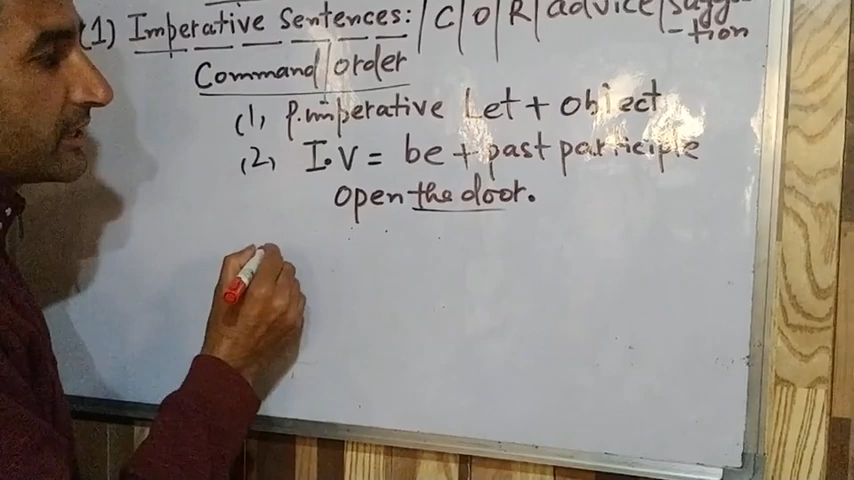 (1) Imperative Sentences: | C | O | R | advice | sugg
-tion
Command/order
(1) P.imperative Let + object
(2) I.V = be + past participle
open the door.